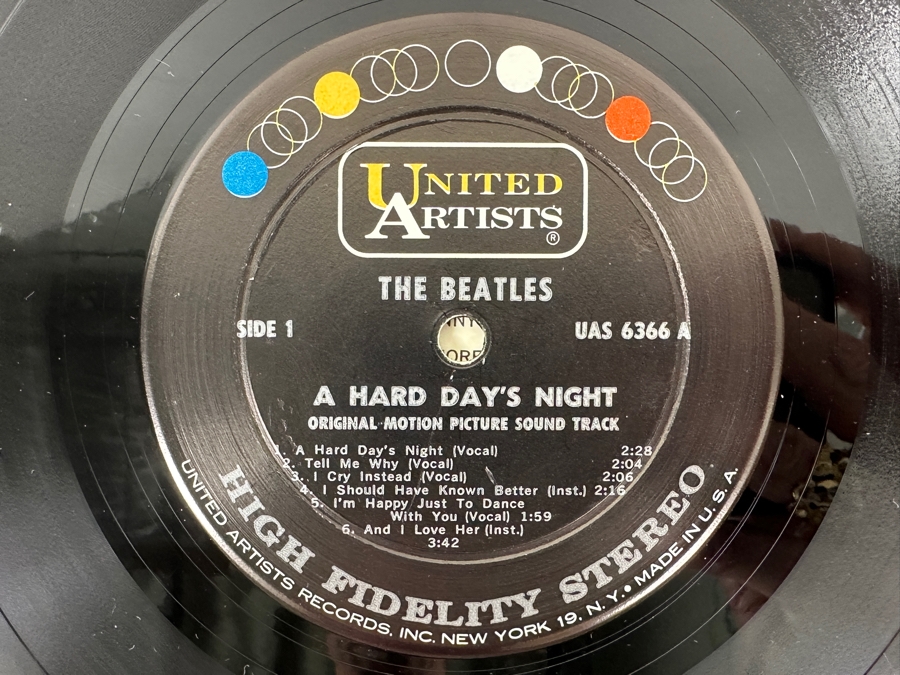 UNITED
ARTISTS
®
THE BEATLES
SIDE 1
UAS 6366 A
A HARD DAY'S NIGHT
ORIGINAL MOTION PICTURE SOUND TRACK
1. A Hard Day's Night (Vocal) 2:28
2. Tell Me Why (Vocal) 2:04
3. I Cry Instead (Vocal) 2:06
4. I Should Have Known Better (Inst.) 2:16
5. I'm Happy Just To Dance
With You (Vocal) 1:59
6. And I Love Her (Inst.)
3:42
HIGH FIDELITY STEREO
UNITED ARTISTS RECORDS, INC. NEW YORK 19, N.Y. • MADE IN U.S.A.